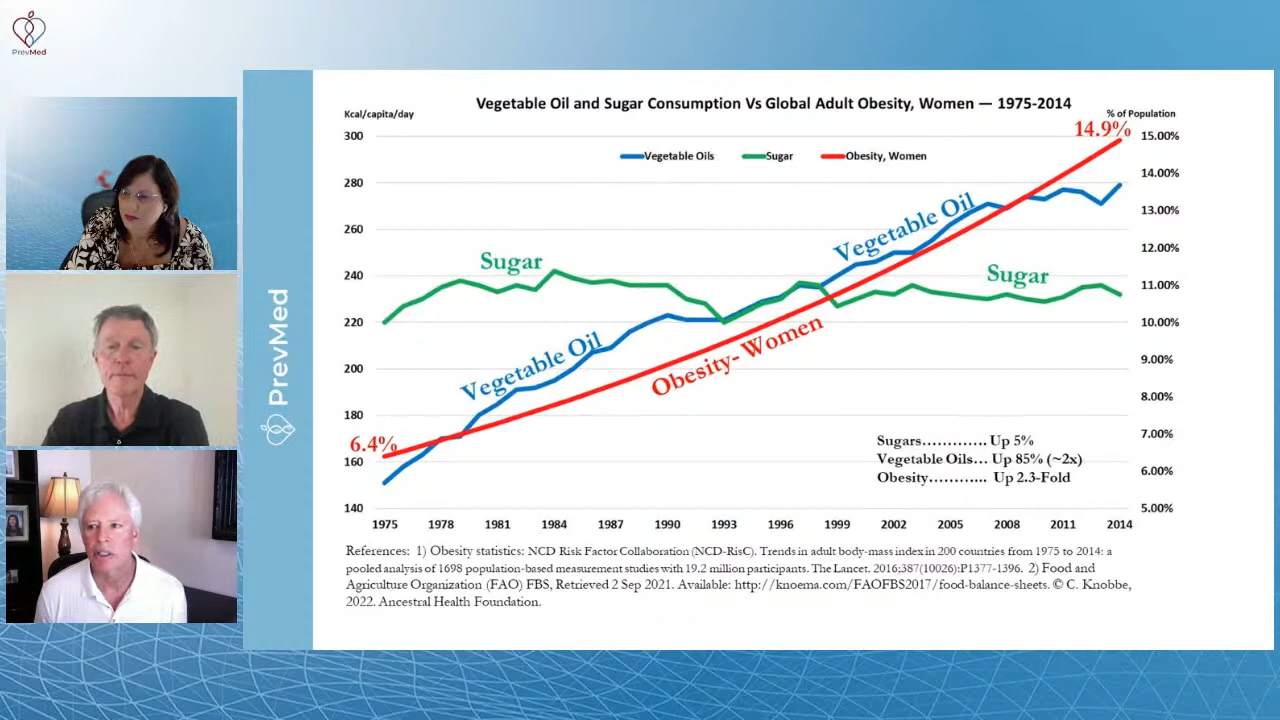 PrevMed
PrevMed
Vegetable Oil and Sugar Consumption Vs Global Adult Obesity, Women — 1975-2014
Kcal/capita/day
% of Population
14.9%
300
15.00%
Vegetable Oils
Sugar
Obesity, Women
280
14.00%
13.00%
260
12.00%
Vegetable Oil
Sugar
Sugar
240
11.00%
220
10.00%
Obesity- Women
Vegetable Oil
200
9.00%
180
8.00%
6.4%
7.00%
160
6.00%
140
5.00%
Sugars............. Up 5%
Vegetable Oils... Up 85% (~2x)
Obesity............ Up 2.3-Fold
1975 1978 1981 1984 1987 1990 1993 1996 1999 2002 2005 2008 2011 2014
References: 1) Obesity statistics: NCD Risk Factor Collaboration (NCD-RisC). Trends in adult body-mass index in 200 countries from 1975 to 2014: a
pooled analysis of 1698 population-based measurement studies with 19.2 million participants. The Lancet. 2016;387(10026):P1377-1396. 2) Food and
Agriculture Organization (FAO) FBS, Retrieved 2 Sep 2021. Available: http://knoema.com/FAOFBS2017/food-balance-sheets. © C. Knobbe,
2022. Ancestral Health Foundation.